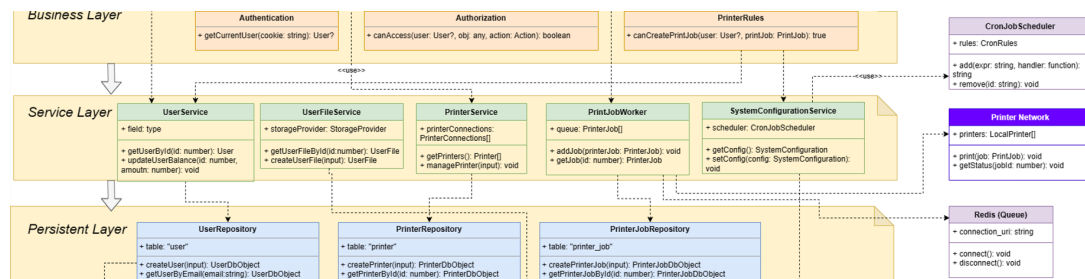 Business Layer
Authentication
+ getCurrentUser(cookie: string): User?
Authorization
+ canAccess(user: User?, obj: any, action: Action): boolean
PrinterRules
+ canCreatePrintJob(user: User?, printJob: PrintJob): true
CronJobScheduler
+ rules: CronRules
+ add(expr: string, handler: function):
string
+ remove(id: string): void
<<use>>
<<use>>
Service Layer
UserService
+ field: type
+ getUserById(id: number): User
+ updateUserBalance(id: number,
amoutn: number): void
UserFileService
+ storageProvider: StorageProvider
+ getUserFileById(id:number): UserFile
+ createUserFile(input): UserFile
PrinterService
+ printerConnections:
PrinterConnections[]
+ getPrinters(): Printer[]
+ managePrinter(input): void
PrintJobWorker
+ queue: PrinterJob[]
+ addJob(printerJob: PrinterJob): void
+ getJob(id: number): PrinterJob
SystemConfigurationService
+ scheduler: CronJobScheduler
+ getConfig(): SystemConfiguration
+ setConfig(config: SystemConfiguration):
void
Printer Network
+ printers: LocalPrinter[]
+ print(job: PrintJob): void
+ getStatus(jobId: number): void
Persistent Layer
UserRepository
+ table: "user"
+ createUser(input): UserDbObject
+ getUserByEmail(email:string): UserDbObject
PrinterRepository
+ table: "printer"
+ createPrinter(input): PrinterDbObject
+ getPrinterById(id: number): PrinterDbObject
PrinterJobRepository
+ table: "printer_job"
+ createPrinterJob(input): PrinterJobDbObject
+ getPrinterJobById(id: number): PrinterJobDbObject
Redis (Queue)
+ connection_uri: string
+ connect(): void
+ disconnect(): void